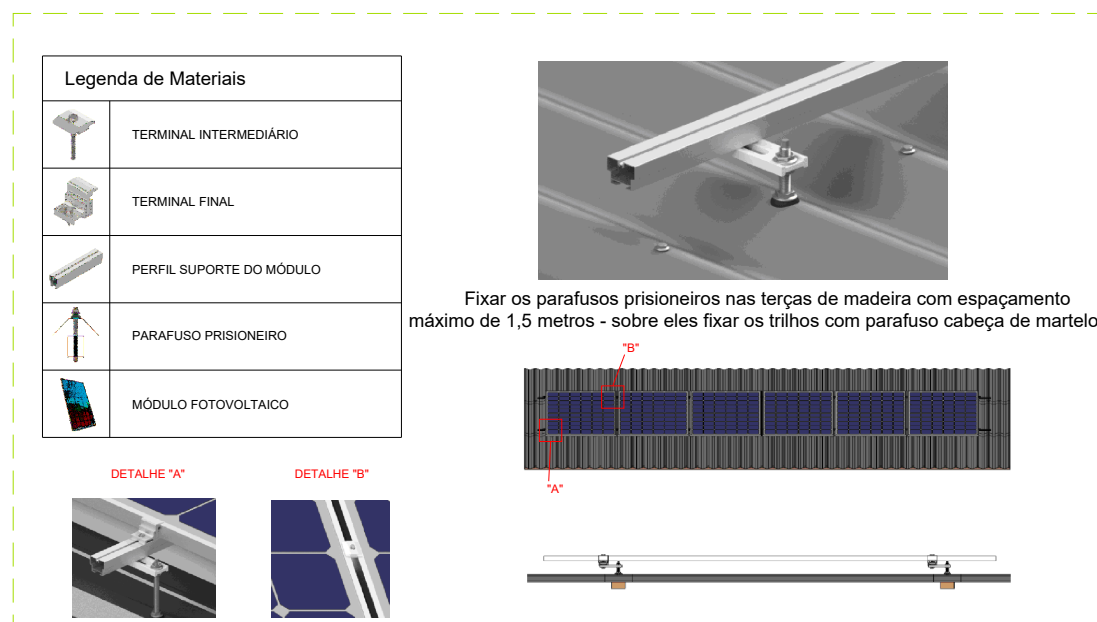 Legenda de Materiais
TERMINAL INTERMEDIÁRIO
TERMINAL FINAL
PERFIL SUPORTE DO MÓDULO
PARAFUSO PRISIONEIRO
MÓDULO FOTOVOLTAICO
Fixar os parafusos prisioneiros nas terças de madeira com espaçamento
máximo de 1,5 metros - sobre eles fixar os trilhos com parafuso cabeça de martelo
"B"
"A"
DETALHE "A"
DETALHE "B"